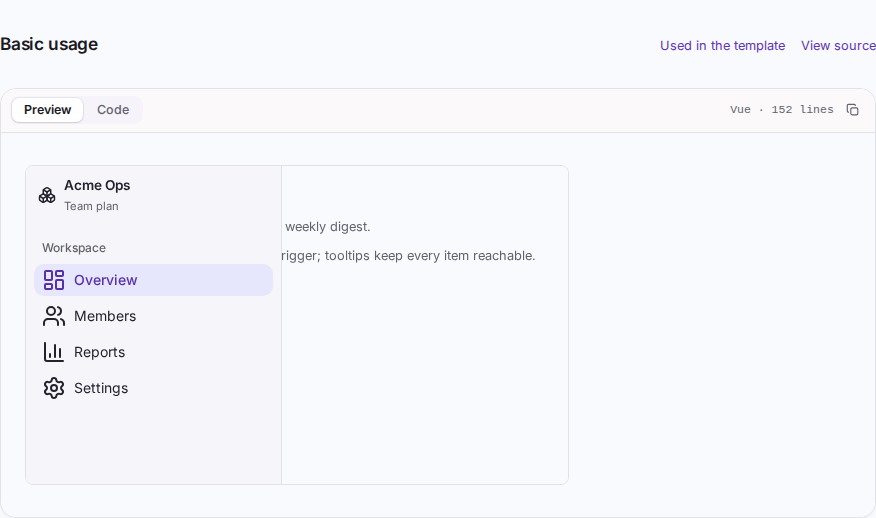 Basic usage
Used in the template
View source
Preview
Code
Vue · 152 lines
Acme Ops
Team plan
Workspace
Overview
Members
Reports
Settings
weekly digest.
rigger; tooltips keep every item reachable.